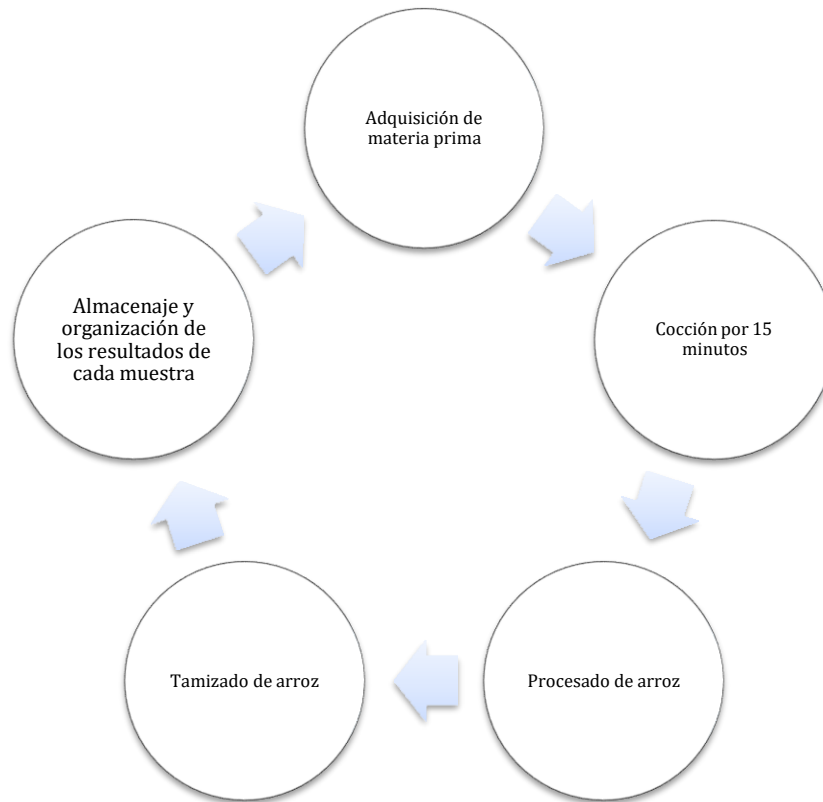 Adquisición de
materia prima
Cocción por 15
minutos
Procesado de arroz
Tamizado de arroz
Almacenaje y
organización de
los resultados de
cada muestra